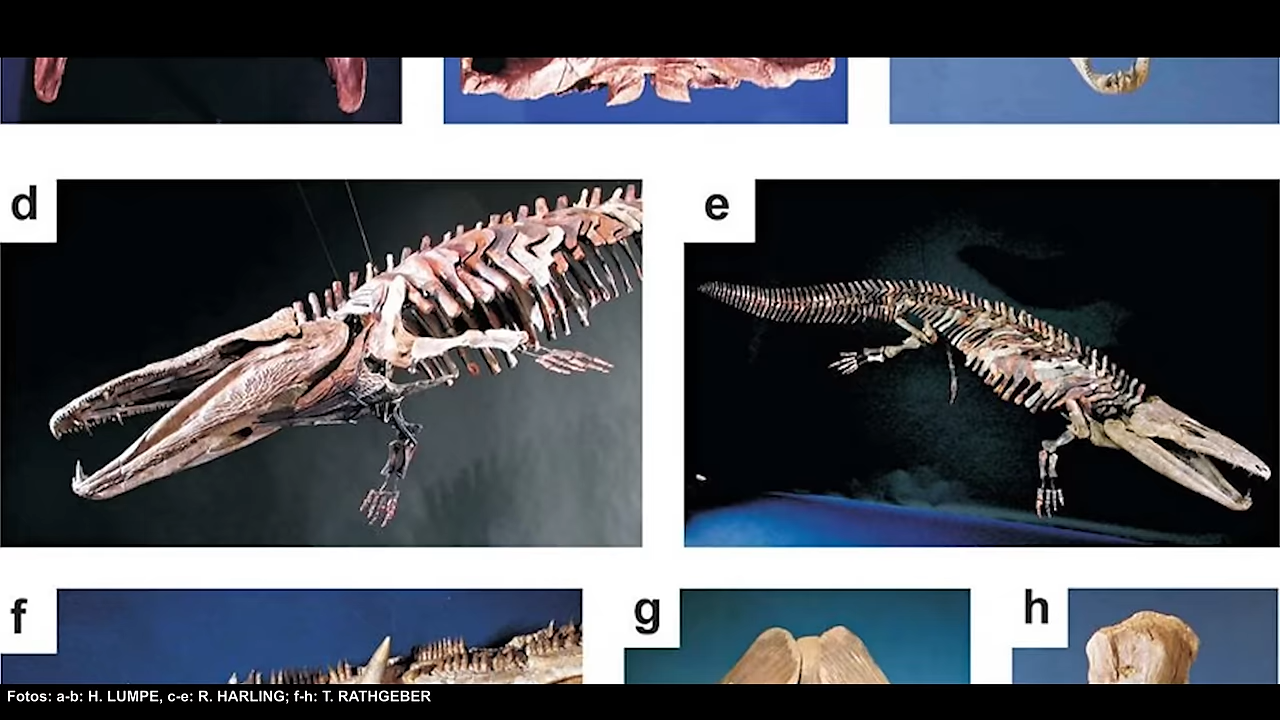 d
e
f
g
h
Fotos: a-b: H. LUMPE, c-e: R. HARLING; f-h: T. RATHGEBER